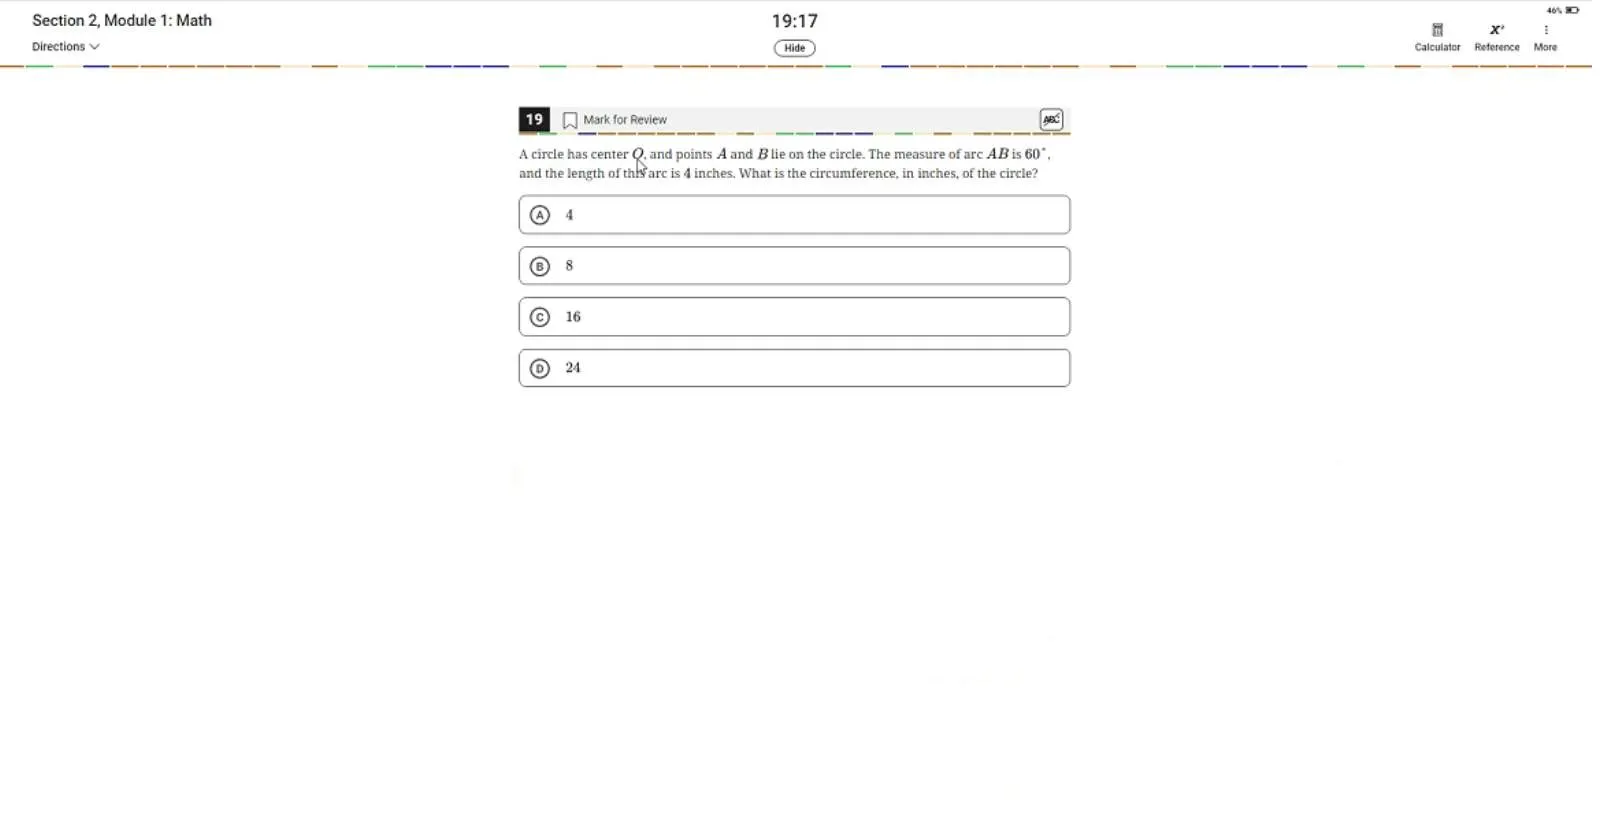 Section 2, Module 1: Math
19:17
46%
Directions
Hide
Calculator
Reference
More
19
Mark for Review
ABC
A circle has center O, and points A and B lie on the circle. The measure of arc AB is 60°,
and the length of this arc is 4 inches. What is the circumference, in inches, of the circle?
A 4
B 8
C 16
D 24